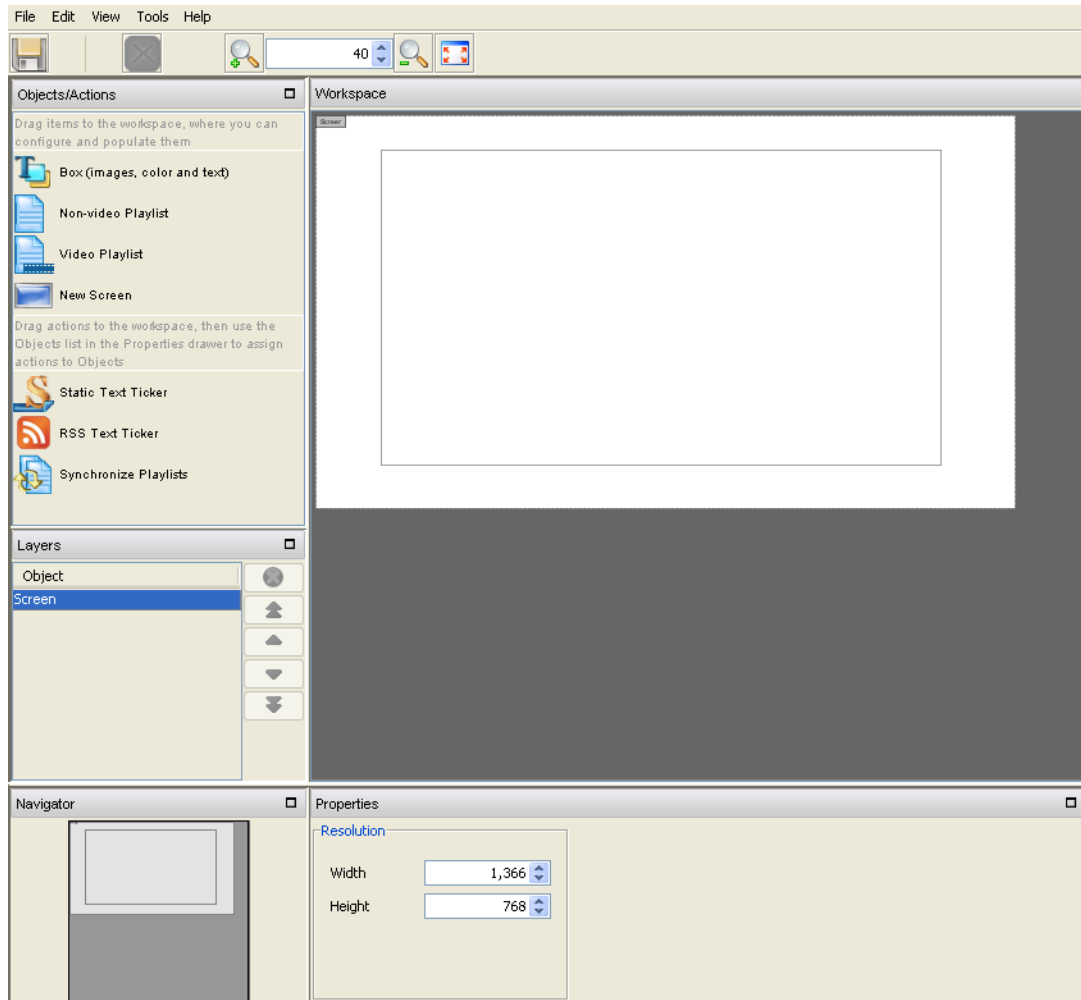 File Edit View Tools Help
40
Objects/Actions
Workspace
Drag items to the workspace, where you can
configure and populate them
Screen
Box (images, color and text)
Non-video Playlist
Video Playlist
New Screen
Drag actions to the workspace, then use the
Objects list in the Properties drawer to assign
actions to Objects
Static Text Ticker
RSS Text Ticker
Synchronize Playlists
Layers
Object
Screen
Navigator
Properties
Resolution
Width 1,366
Height 768